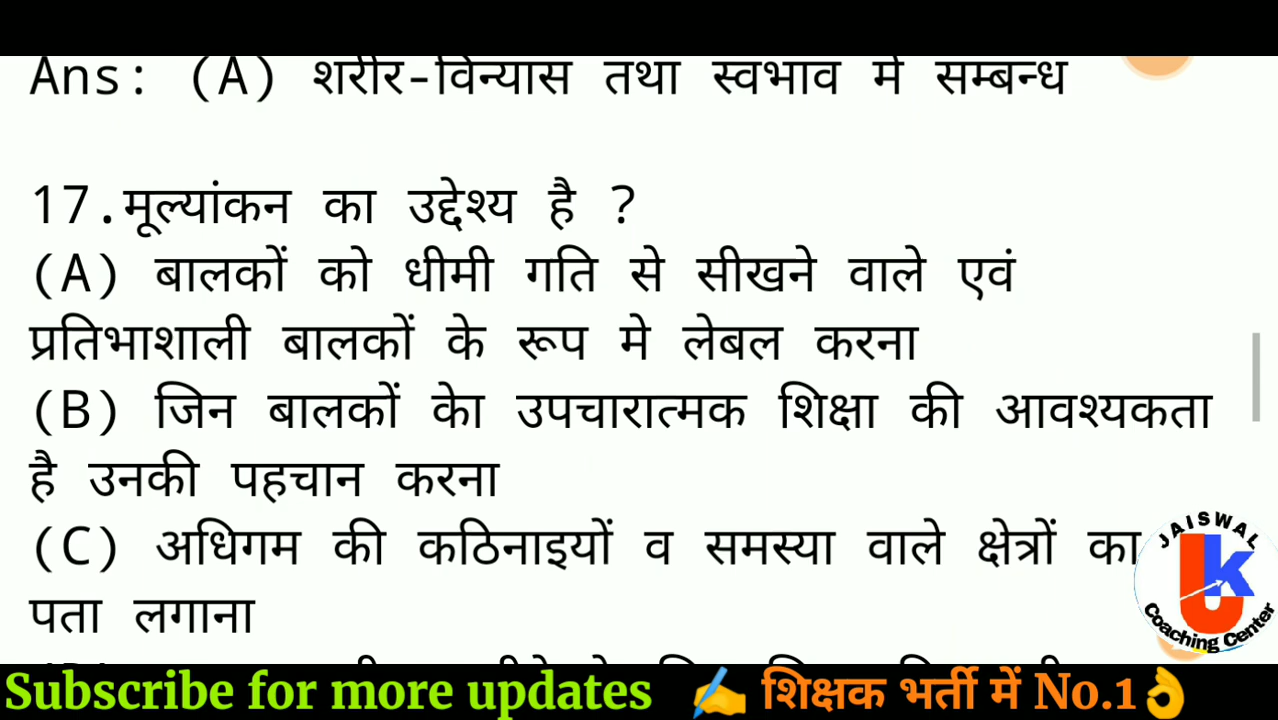 Ans: (A) शरीर-विन्यास तथा स्वभाव में सम्बन्ध
17.मूल्यांकन का उद्देश्य है ?
(A) बालकों को धीमी गति से सीखने वाले एवं
प्रतिभाशाली बालकों के रूप मे लेबल करना
(B) जिन बालकों केा उपचारात्मक शिक्षा की आवश्यकता
है उनकी पहचान करना
(C) अधिगम की कठिनाइयों व समस्या वाले क्षेत्रों का
पता लगाना
JAISWAL
UK
Coaching Center
Subscribe for more updates ✍️ शिक्षक भर्ती में No.1👌